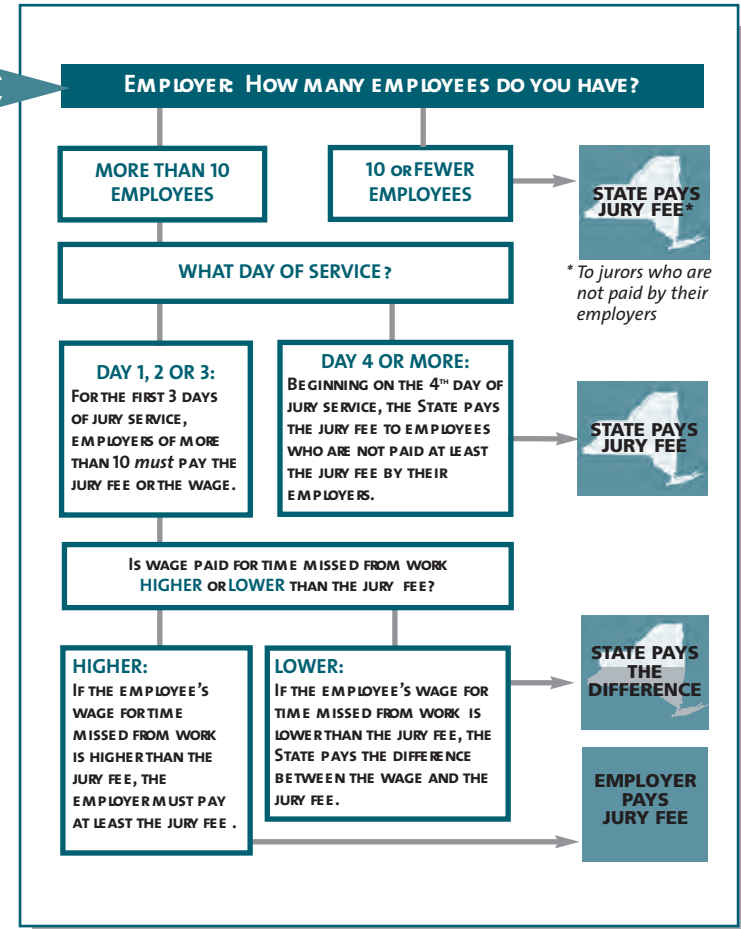 EMPLOYER: HOW MANY EMPLOYEES DO YOU HAVE?
MORE THAN 10
EMPLOYEES
10 OR FEWER
EMPLOYEES
STATE PAYS
JURY FEE*
* To jurors who are
not paid by their
employers
WHAT DAY OF SERVICE?
DAY 1, 2 OR 3:
FOR THE FIRST 3 DAYS
OF JURY SERVICE,
EMPLOYERS OF MORE
THAN 10 must PAY THE
JURY FEE OR THE WAGE.
DAY 4 OR MORE:
BEGINNING ON THE 4TH DAY OF
JURY SERVICE, THE STATE PAYS
THE JURY FEE TO EMPLOYEES
WHO ARE NOT PAID AT LEAST
THE JURY FEE BY THEIR
EMPLOYERS.
STATE PAYS
JURY FEE
IS WAGE PAID FOR TIME MISSED FROM WORK
HIGHER OR LOWER THAN THE JURY FEE?
HIGHER:
IF THE EMPLOYEE'S
WAGE FOR TIME
MISSED FROM WORK
IS HIGHER THAN THE
JURY FEE, THE
EMPLOYER MUST PAY
AT LEAST THE JURY FEE.
LOWER:
IF THE EMPLOYEE'S WAGE FOR
TIME MISSED FROM WORK IS
LOWER THAN THE JURY FEE, THE
STATE PAYS THE DIFFERENCE
BETWEEN THE WAGE AND THE
JURY FEE.
STATE PAYS
THE
DIFFERENCE
EMPLOYER
PAYS
JURY FEE